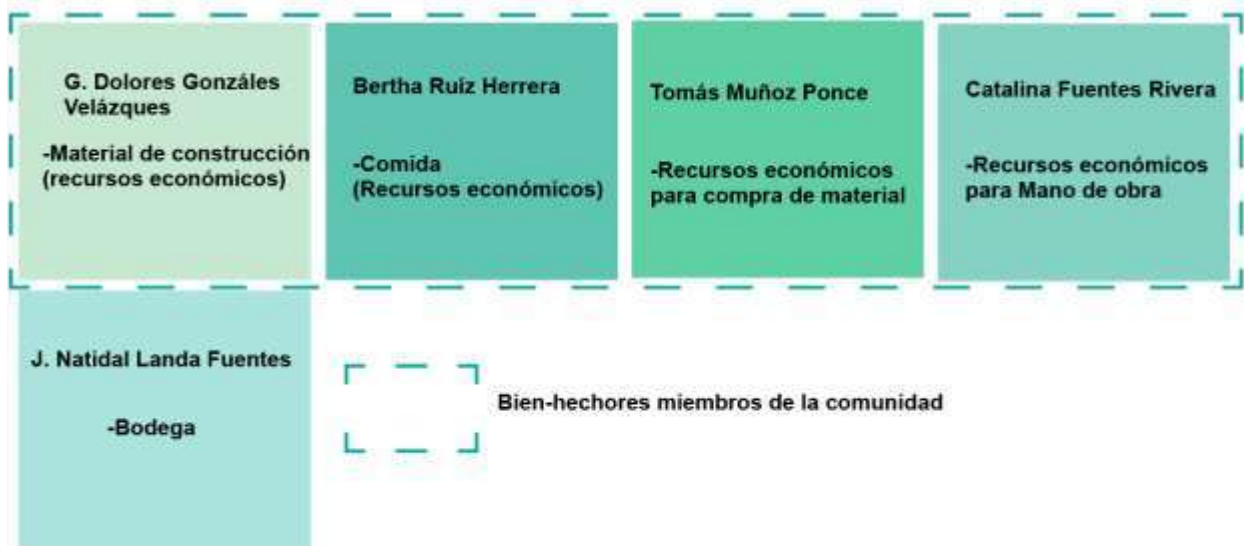 G. Dolores Gonzáles
Velázques
-Material de construcción
(recursos económicos)
Bertha Ruíz Herrera
-Comida
(Recursos económicos)
Tomás Muñoz Ponce
-Recursos económicos
para compra de material
Catalina Fuentes Rivera
-Recursos económicos
para Mano de obra
J. Natidal Landa Fuentes
-Bodega
Bien-hechores miembros de la comunidad